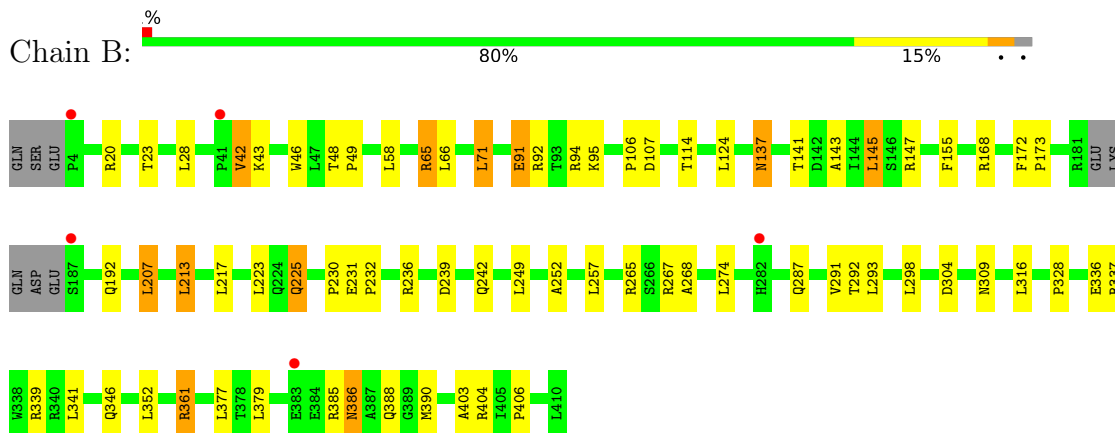 .%
Chain B:
80% 15% • •
GLN SER GLU P4 R20 T23 L28 P41 V42 K43 W46 L47 T48 P49 L58 R65 L66 L71 E91 R92 T93 R94 K95 P106 D107 T114 L124 N137 T141 D142 A143 I144 L145 S146 R147 F155 R168 F172 P173 R181 GLU LYS
GLN ASP GLU S187 Q192 L207 L213 L217 L223 Q224 Q225 P230 E231 P232 R236 D239 Q242 L249 A252 L257 R265 S266 R267 A268 L274 H282 Q287 V291 T292 L293 L298 D304 N309 L316 P328 E336 R337
W338 R339 R340 L341 Q346 L352 R361 L377 T378 L379 E383 E384 R385 N386 A387 Q388 G389 M390 A403 R404 I405 P406 L410